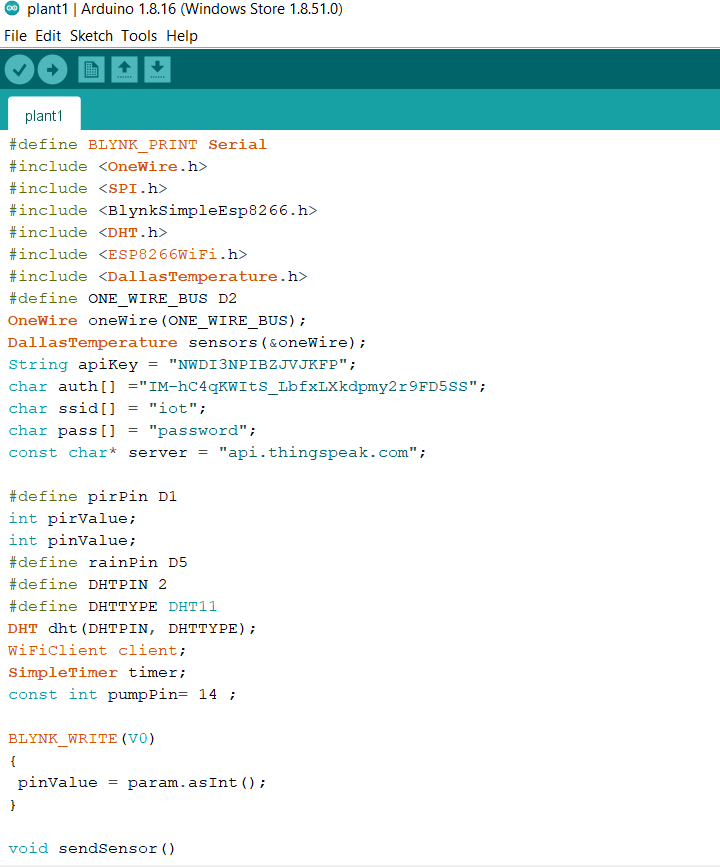 plant1 | Arduino 1.8.16 (Windows Store 1.8.51.0)
File Edit Sketch Tools Help
plant1
#define BLYNK_PRINT Serial
#include <OneWire.h>
#include <SPI.h>
#include <BlynkSimpleEsp8266.h>
#include <DHT.h>
#include <ESP8266WiFi.h>
#include <DallasTemperature.h>
#define ONE_WIRE_BUS D2
OneWire oneWire(ONE_WIRE_BUS);
DallasTemperature sensors(&oneWire);
String apiKey = "NWDI3NPIBZJVJKFP";
char auth[] ="IM-hC4qKWItS_LbfxLXkdpmy2r9FD5SS";
char ssid[] = "iot";
char pass[] = "password";
const char* server = "api.thingspeak.com";
#define pirPin D1
int pirValue;
int pinValue;
#define rainPin D5
#define DHTPIN 2
#define DHTTYPE DHT11
DHT dht(DHTPIN, DHTTYPE);
WiFiClient client;
SimpleTimer timer;
const int pumpPin= 14 ;
BLYNK_WRITE(V0)
{
 pinValue = param.asInt();
}
void sendSensor()